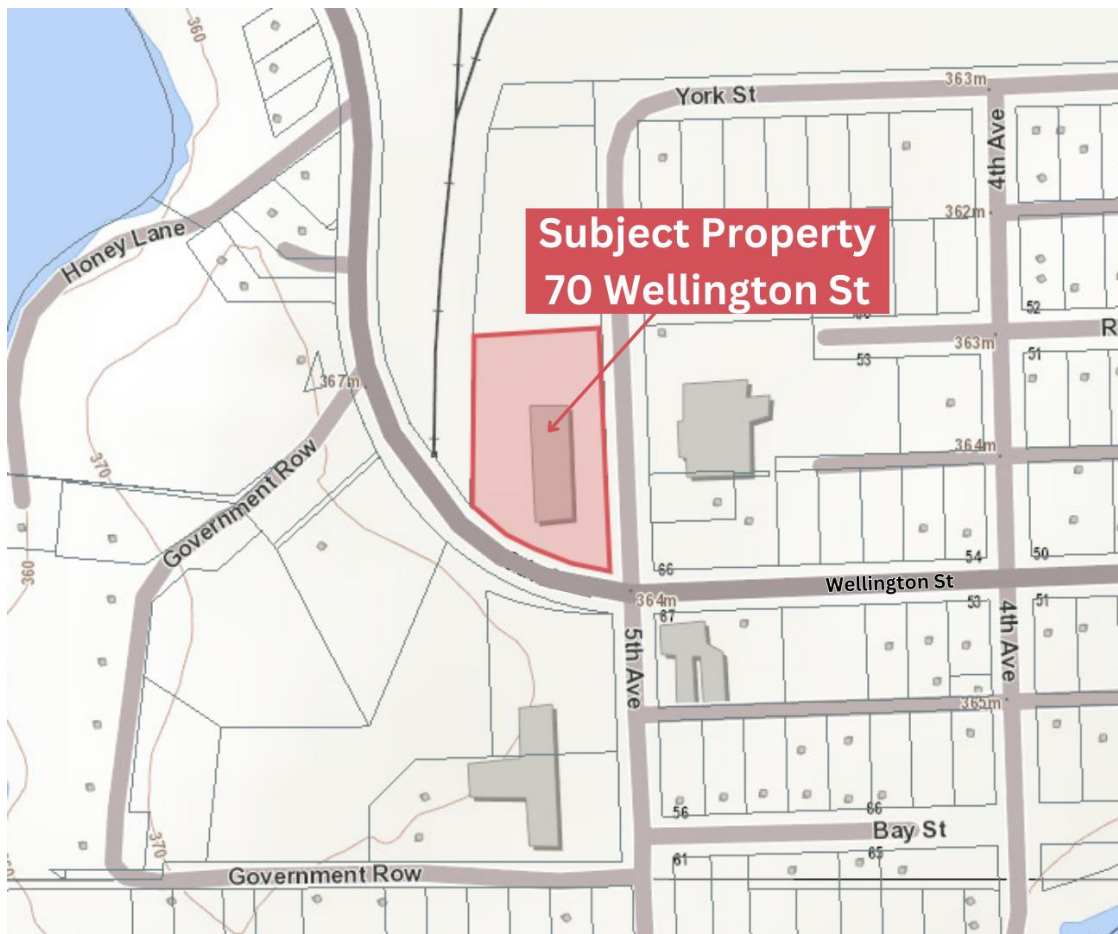 360
York St
363m
4th Ave
362m
Honey Lane
Subject Property
70 Wellington St
52
R
363m
53
51
367m
370
Government Row
364m
360
54
50
66
Wellington St
364m
67
53
51
5th Ave
4th Ave
365m
56
66
Bay St
370
61
65
Government Row